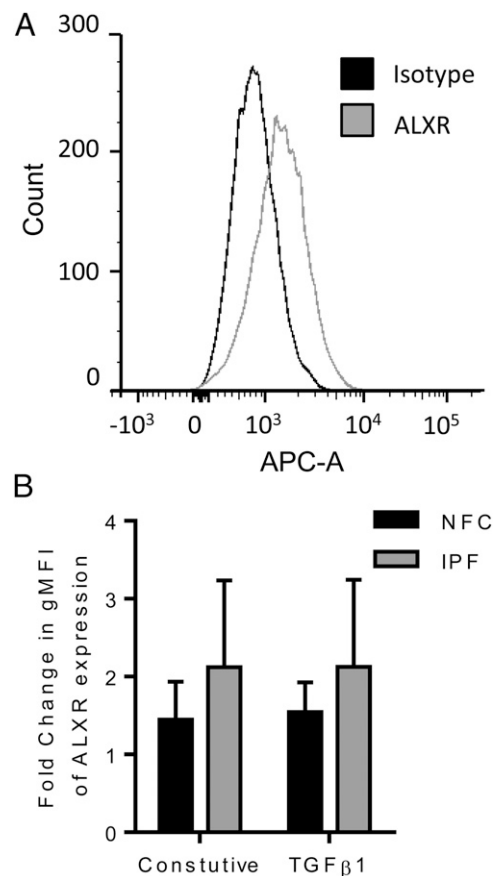 A
300
200
100
0
Count
Isotype
ALXR
-10³ 0 10³ 10⁴ 10⁵
APC-A
B
NFC
IPF
4
3
2
1
0
Fold Change in gMFI
of ALXR expression
Constutive TGFβ1